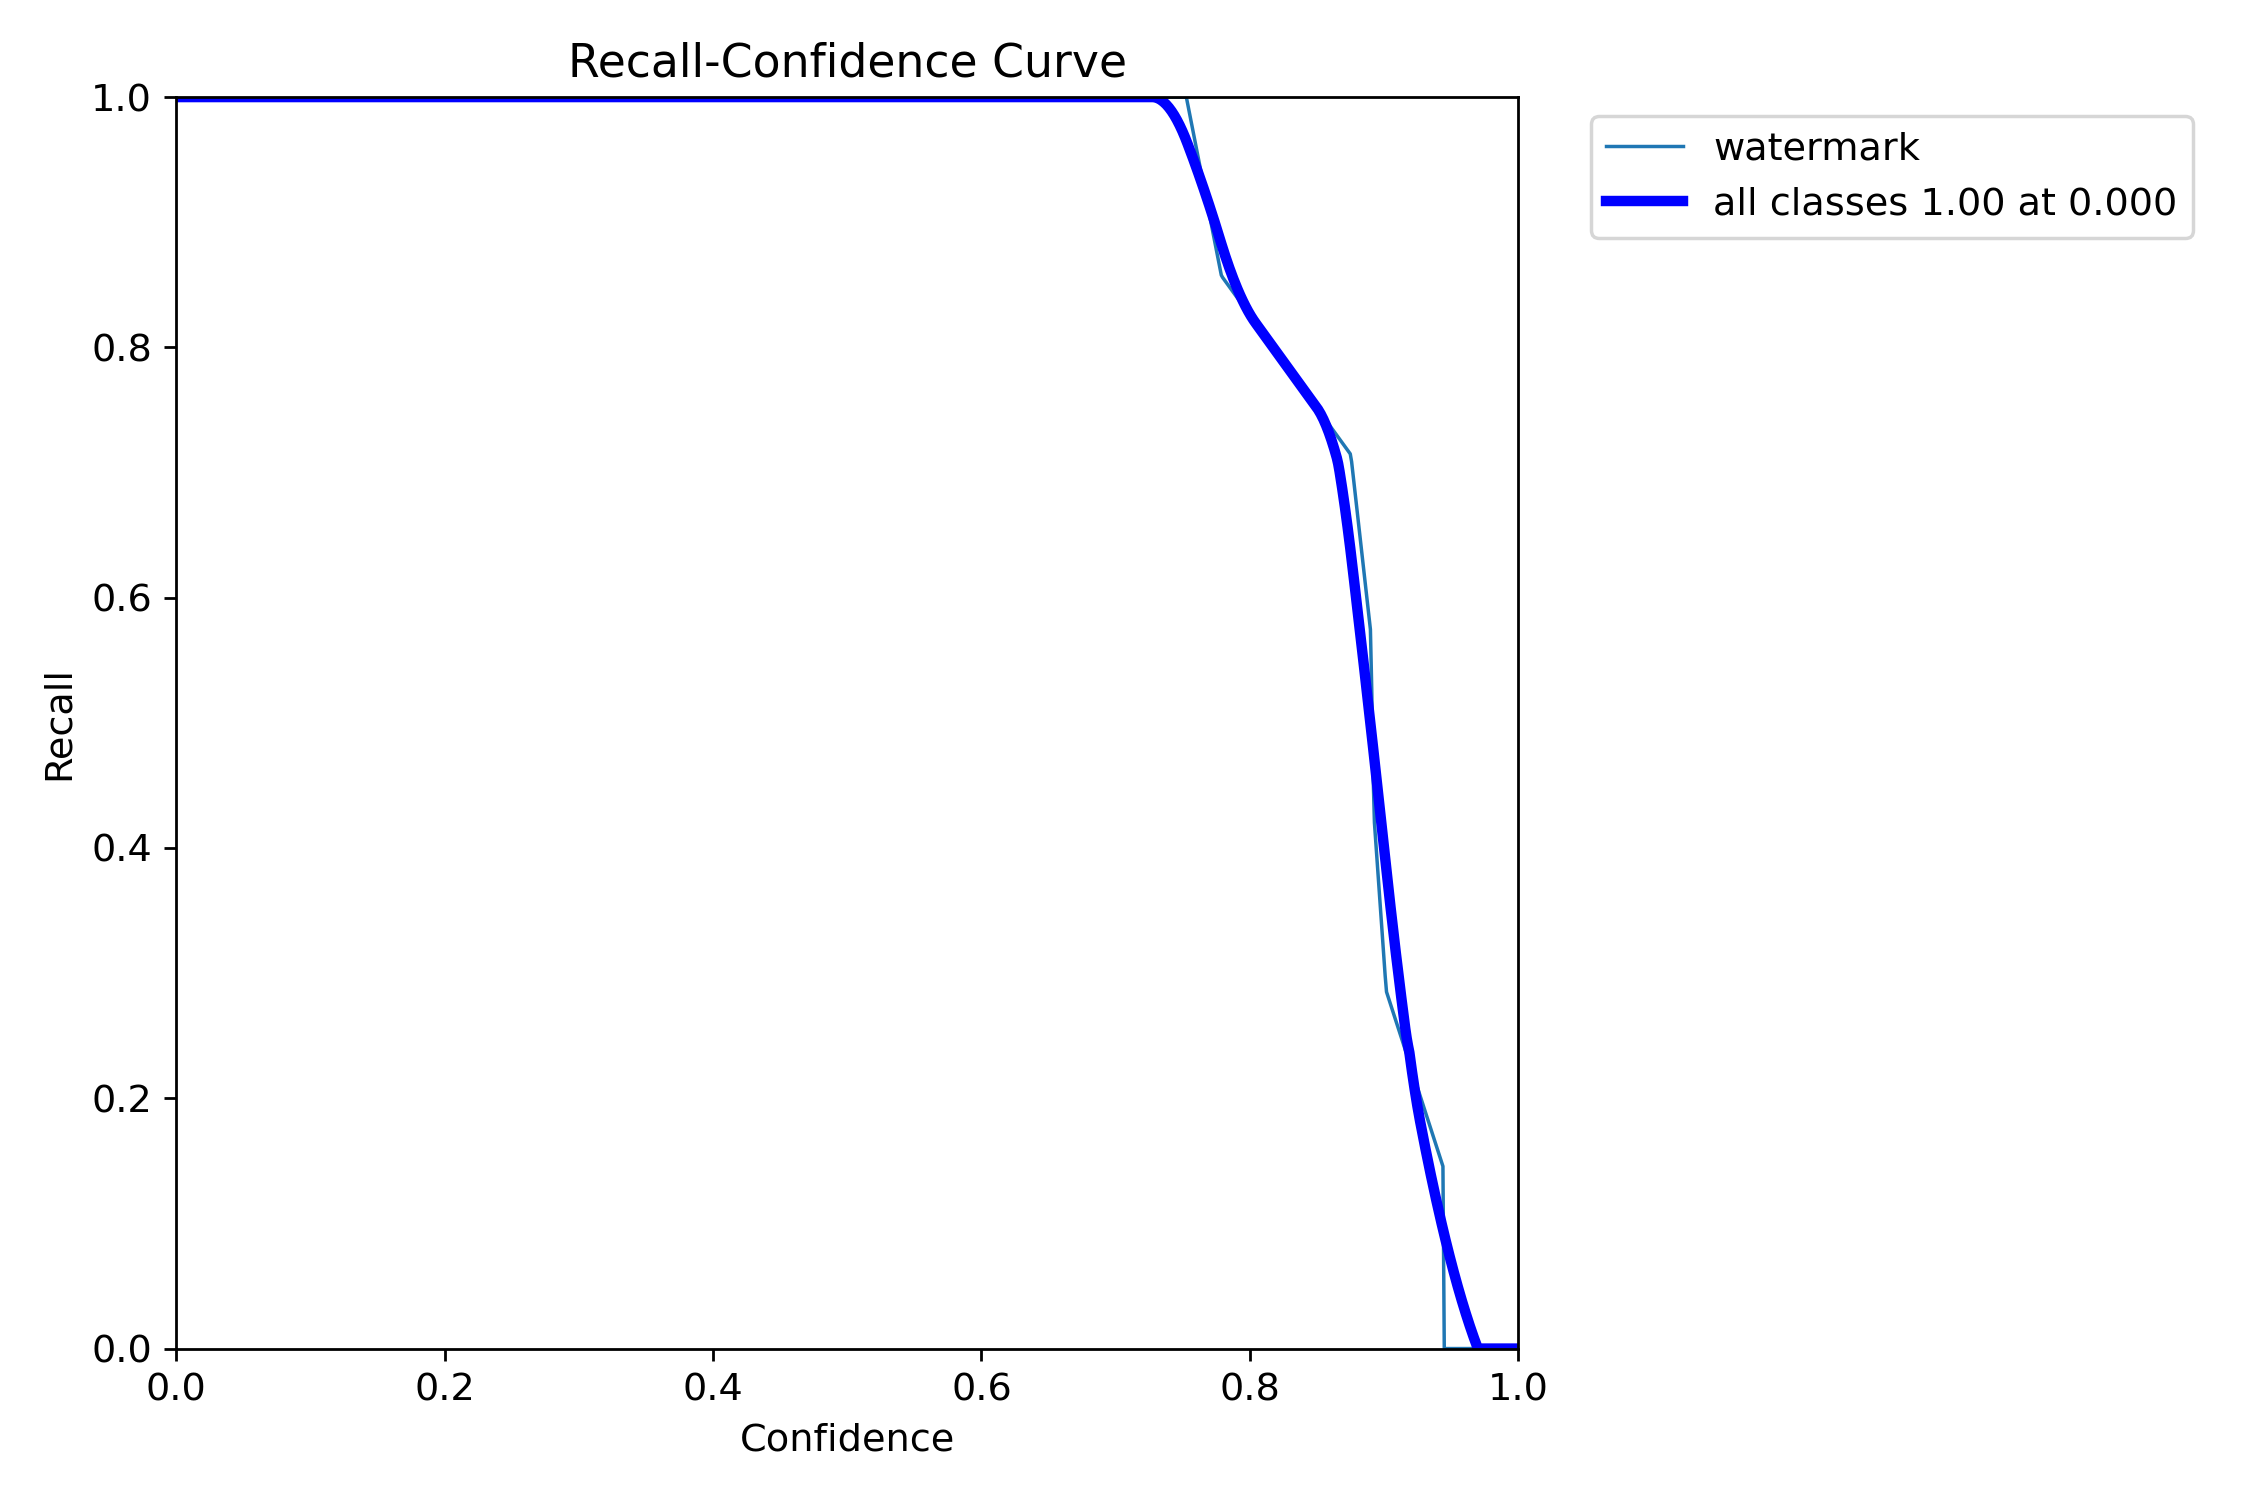 Recall-Confidence Curve
watermark
all classes 1.00 at 0.000
1.0
0.8
0.6
0.4
0.2
0.0
Recall
0.0 0.2 0.4 0.6 0.8 1.0
Confidence